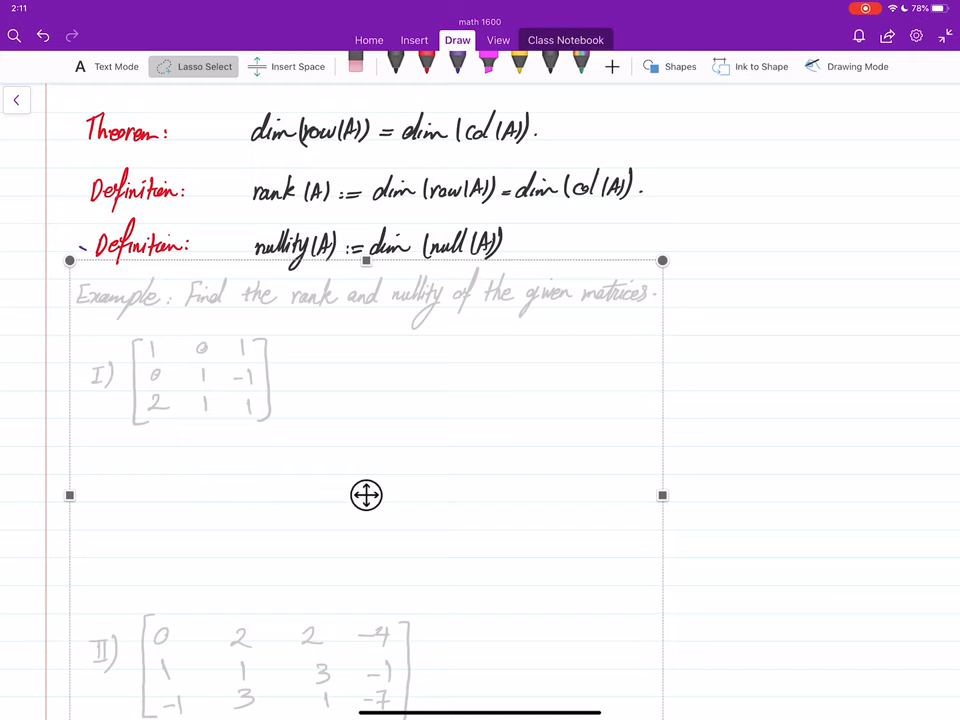 2:11
78%
math 1600
Home Insert Draw View Class Notebook
A Text Mode Lasso Select Insert Space Shapes Ink to Shape Drawing Mode
Theorem: dim(row(A)) = dim(col(A)).
Definition: rank(A) := dim(row(A)) = dim(col(A)).
Definition: nullity(A) := dim(null(A))
Example: Find the rank and nullity of the given matrices.
I) [1 0 1
0 1 -1
2 1 1]
II) [0 2 2 -4
1 1 3 -1
-1 3 1 -7